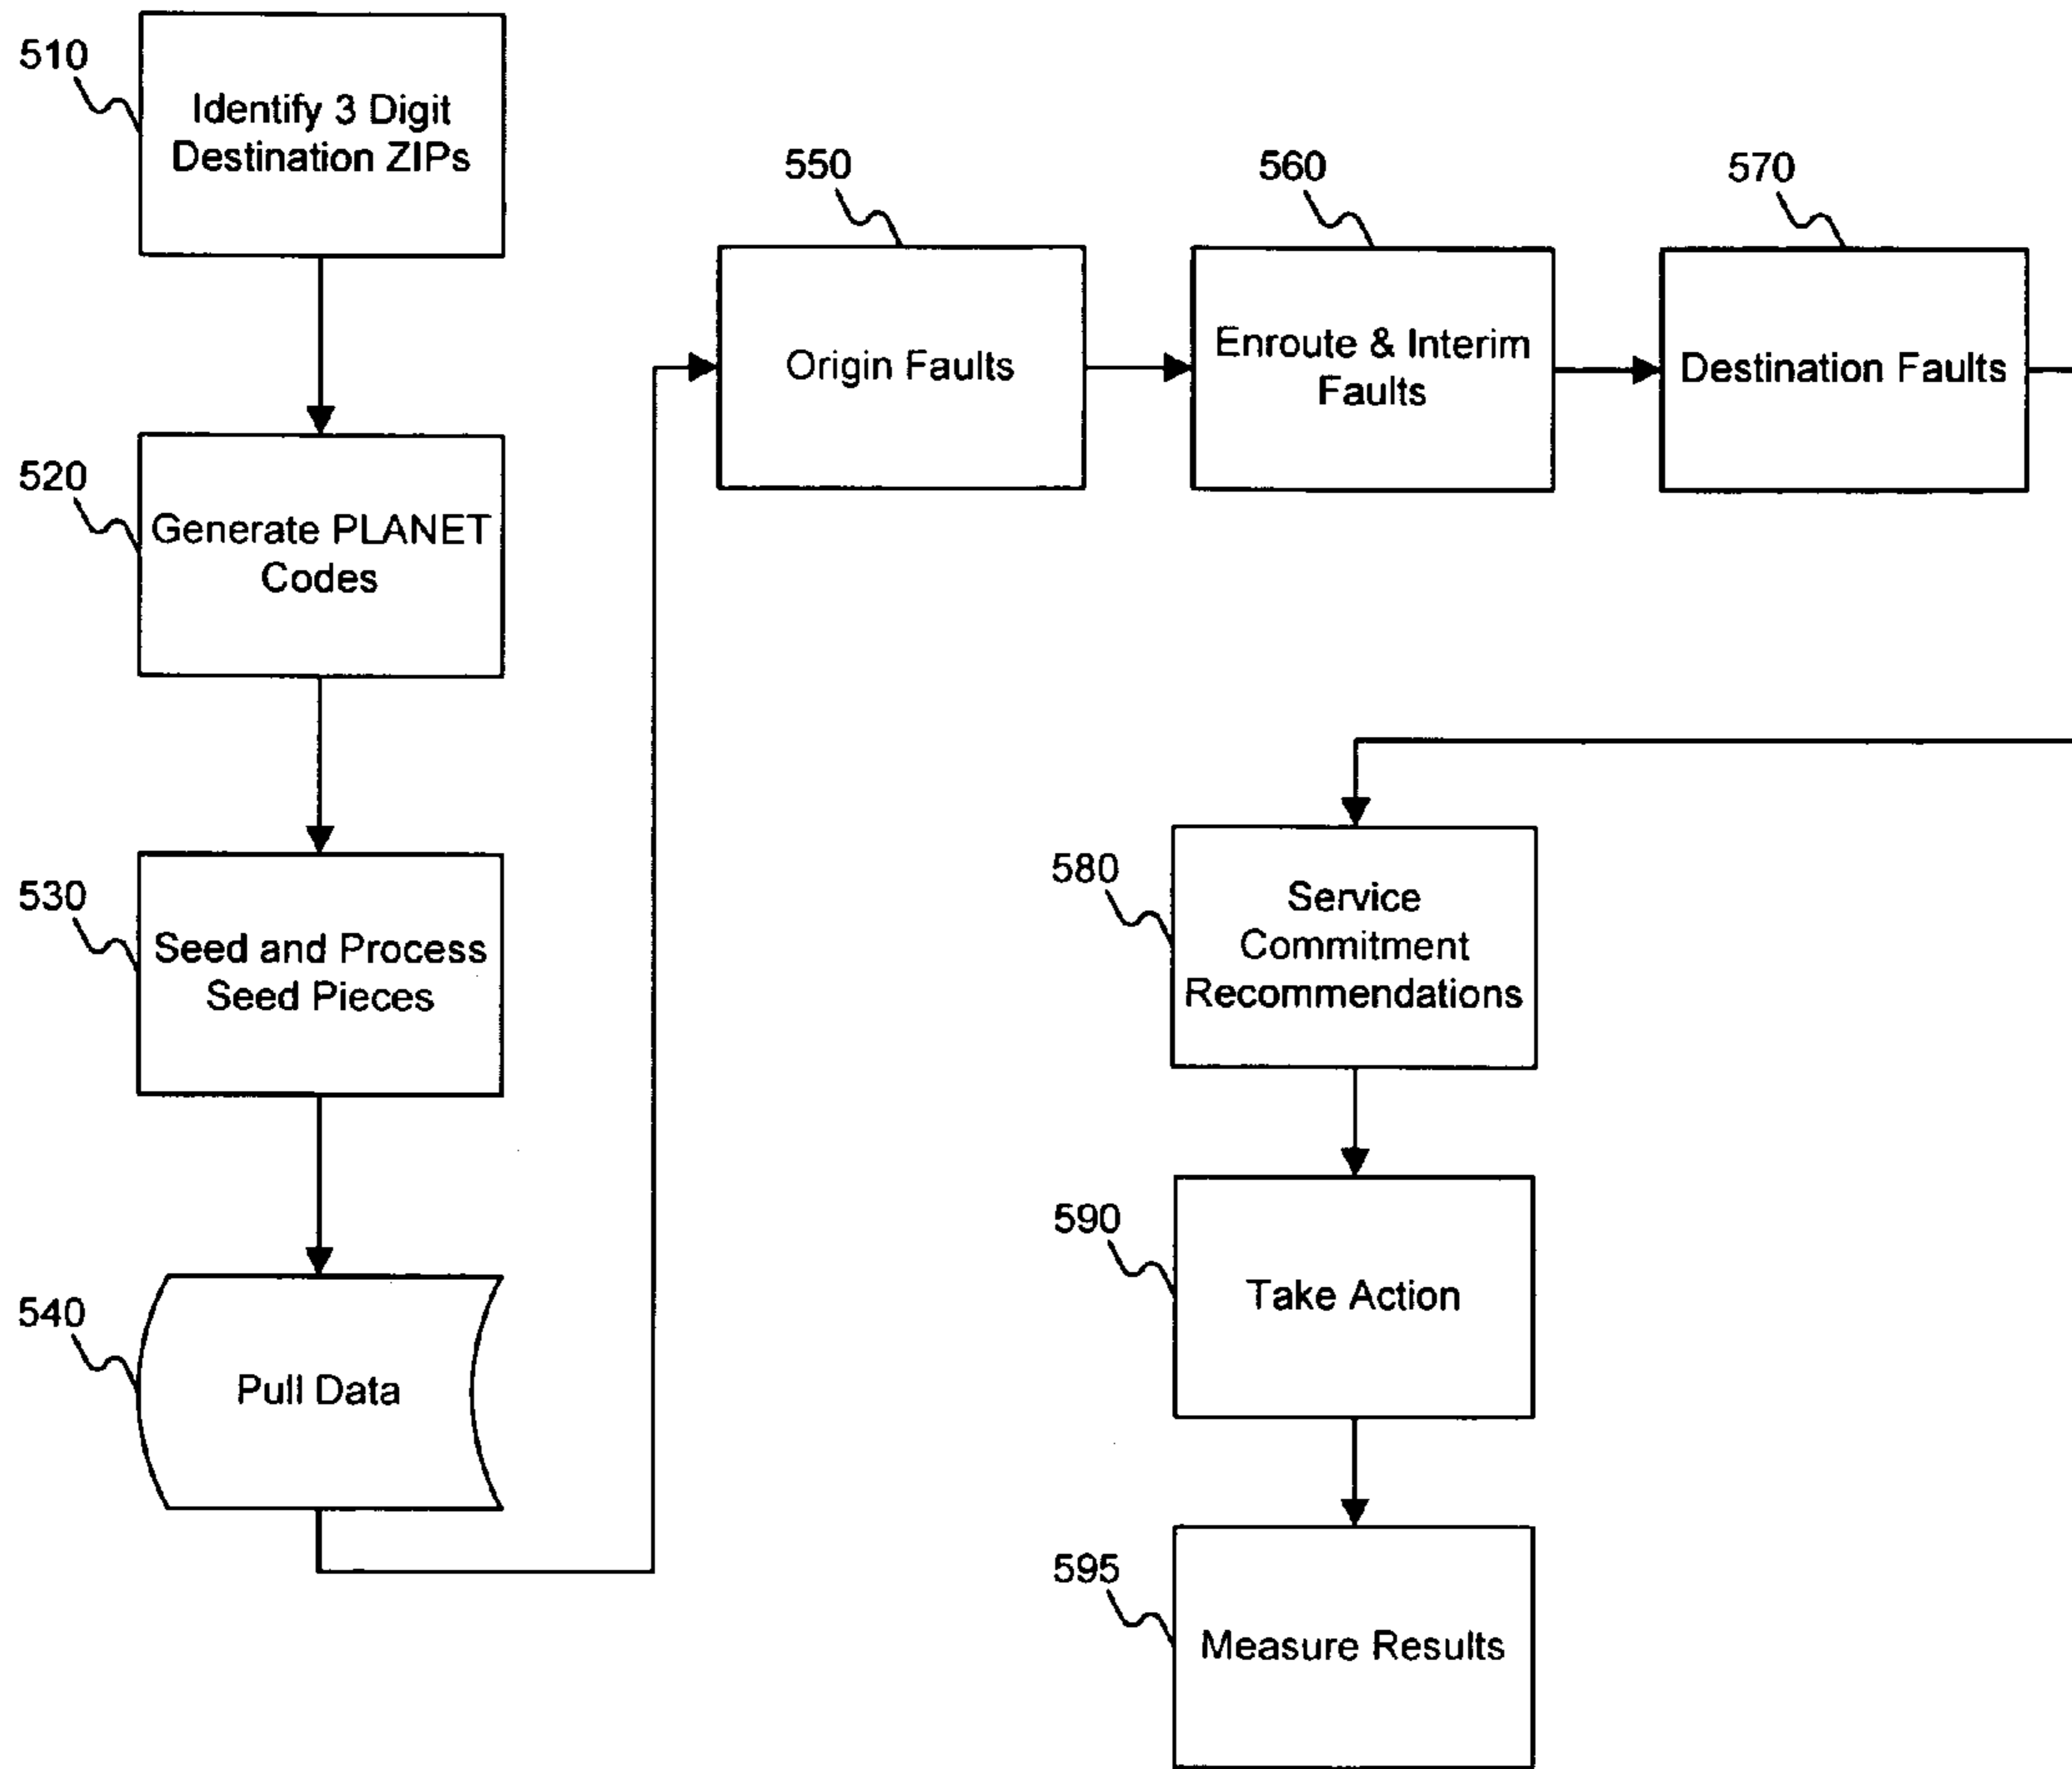 510
Identify 3 Digit
Destination ZIPs
520
Generate PLANET
Codes
530
Seed and Process
Seed Pieces
540
Pull Data
550
Origin Faults
560
Enroute & Interim
Faults
570
Destination Faults
580
Service
Commitment
Recommendations
590
Take Action
595
Measure Results